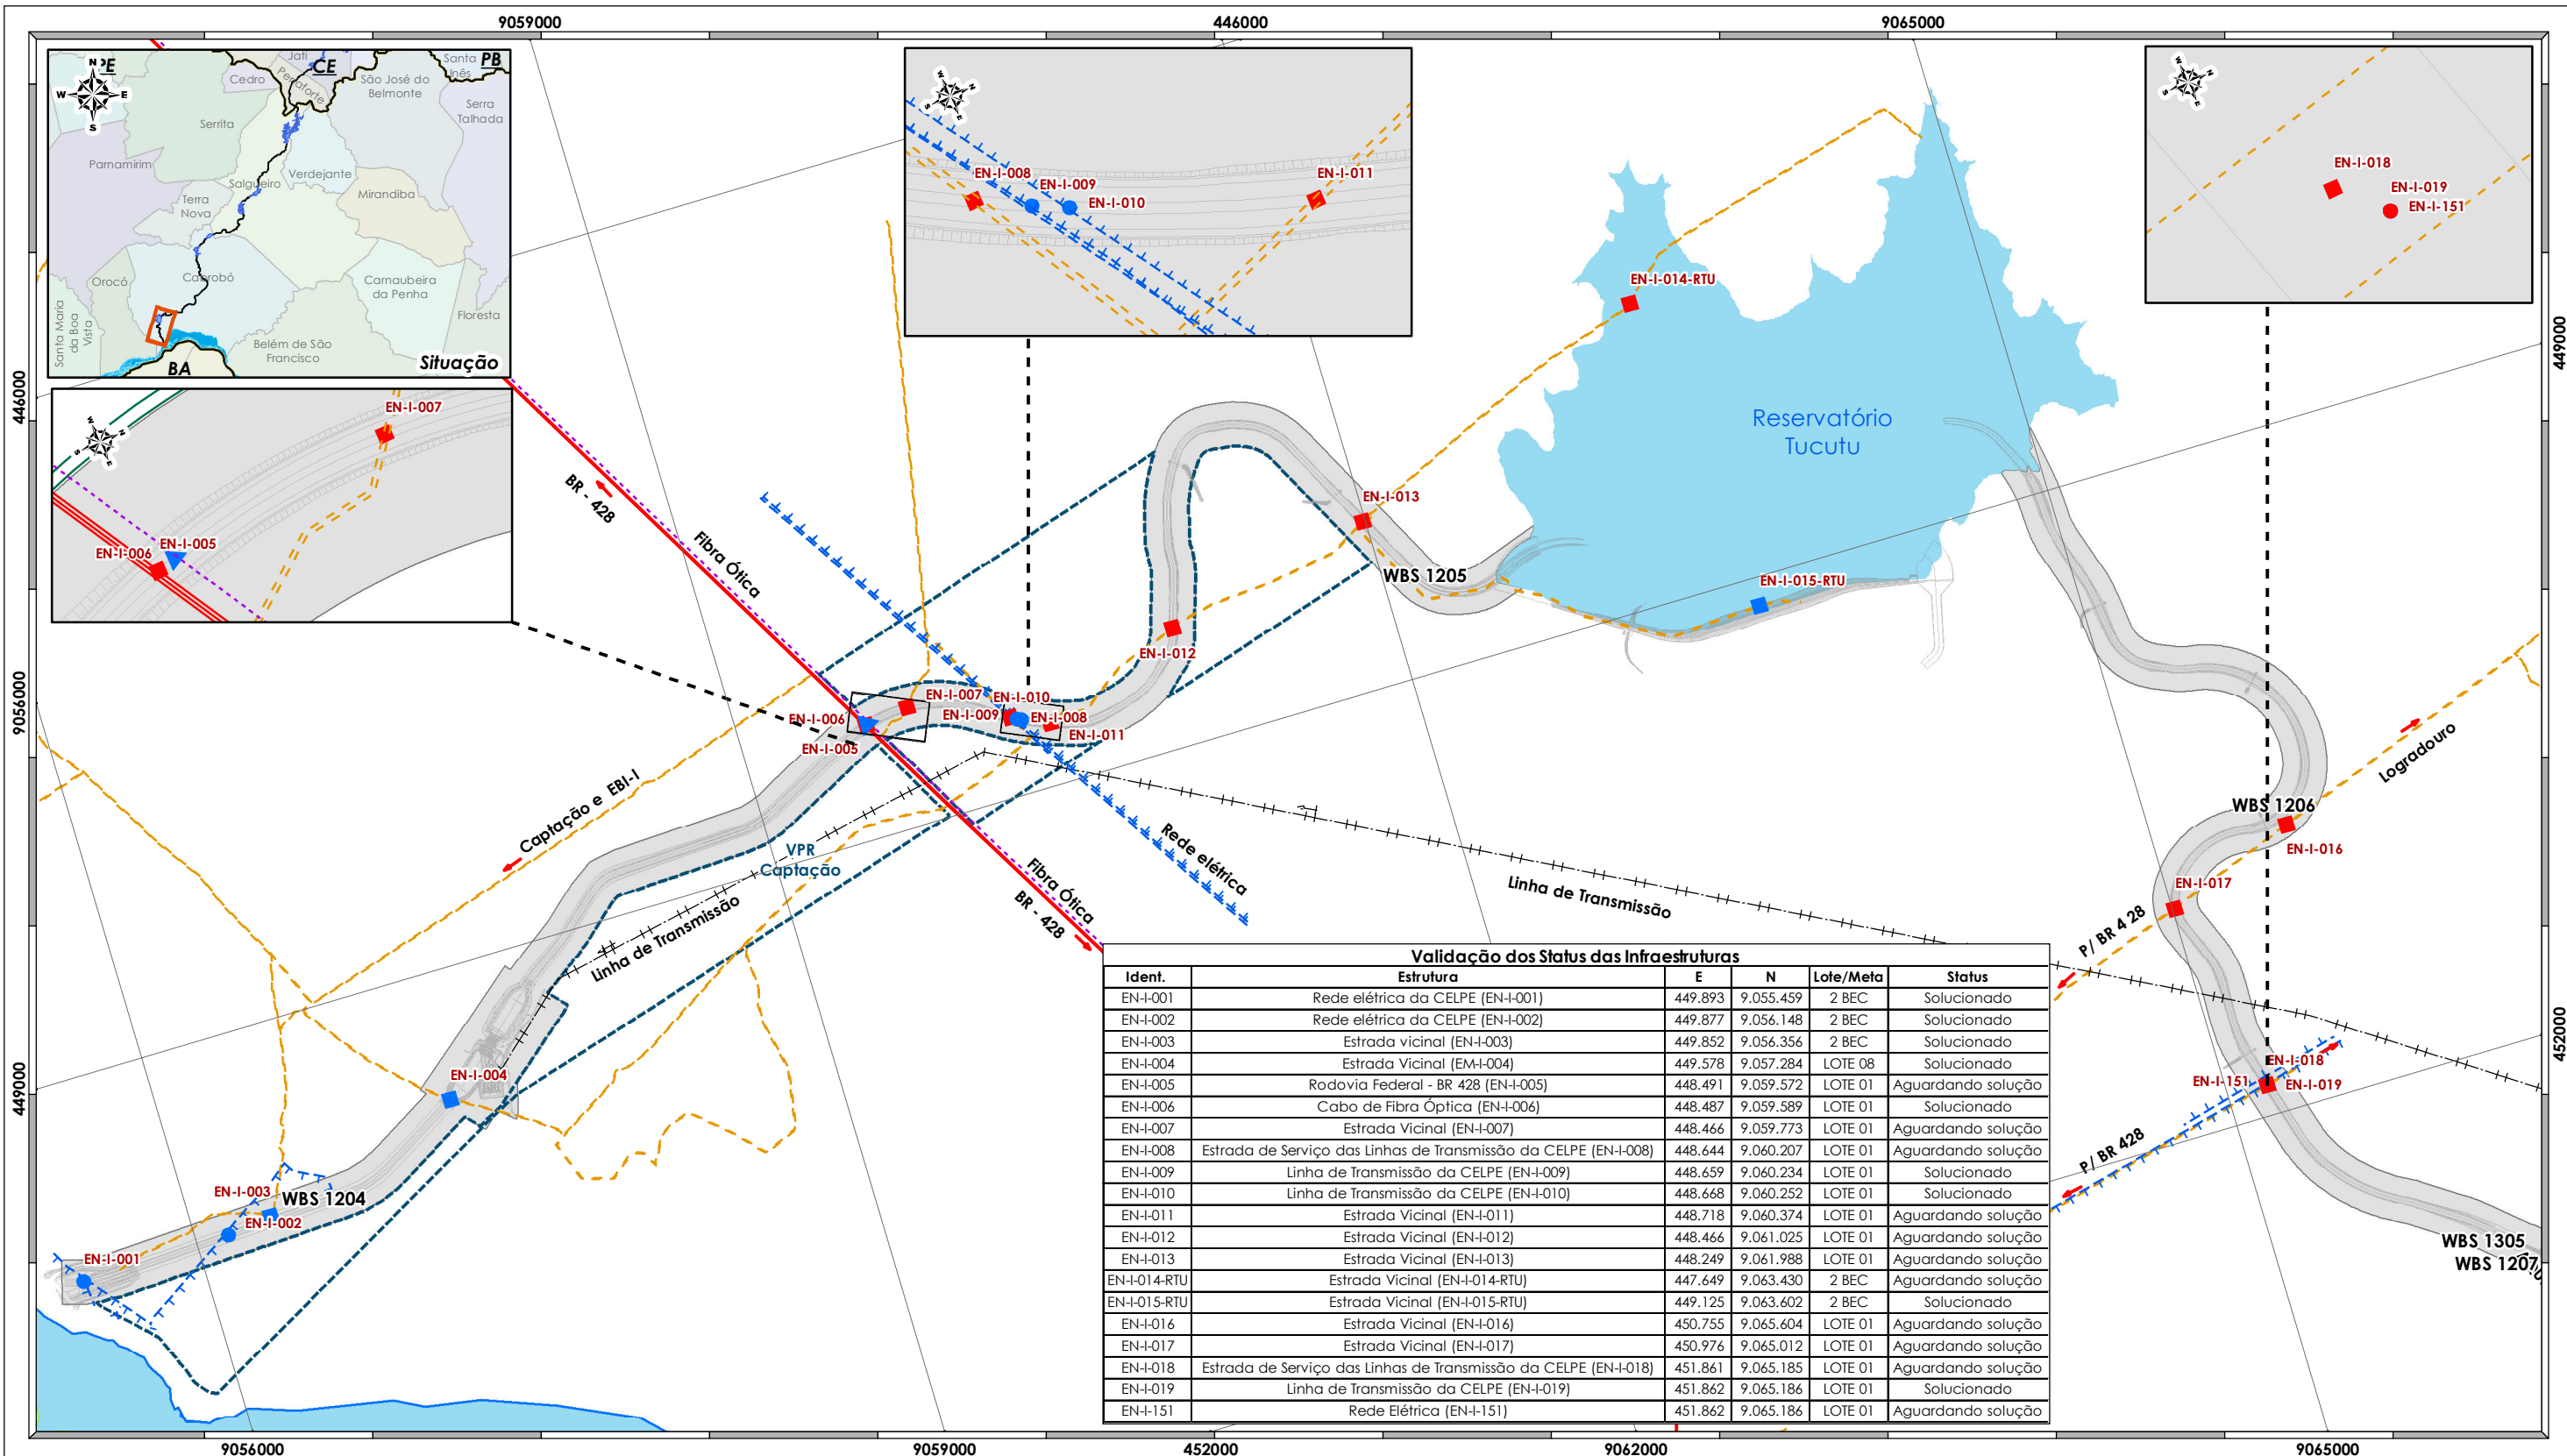 9059000
446000
9065000
PE
N
W
E
S
Jati
CE
Penaforte
Cedro
São José do
Belmonte
Santa
Inês
PB
Serra
Talhada
Serrita
Parnamirim
Verdejante
Salgueiro
Mirandiba
Terra
Nova
Orocó
Cabrobó
Carnaubeira
da Penha
Floresta
Santa Maria
da Boa
Vista
Belém de São
Francisco
BA
Situação
W
N
S
E
EN-I-008
EN-I-009
EN-I-010
EN-I-011
W
N
S
E
EN-I-018
EN-I-019
EN-I-151
W
N
S
E
EN-I-007
EN-I-006
EN-I-005
446000
9056000
449000
449000
452000
BR - 428
Fibra Ótica
EN-I-014-RTU
Reservatório
Tucutu
EN-I-013
WBS 1205
EN-I-015-RTU
EN-I-012
EN-I-007
EN-I-010
EN-I-006
EN-I-009
EN-I-008
EN-I-005
EN-I-011
Captação e EBI-I
VPR
Captação
Linha de Transmissão
Rede elétrica
Fibra Ótica
BR - 428
Linha de Transmissão
Logradouro
WBS 1206
EN-I-016
EN-I-017
P/ BR 4 28
EN-I-018
EN-I-151
EN-I-019
P/ BR 428
WBS 1305
WBS 1207
EN-I-004
EN-I-003
WBS 1204
EN-I-002
EN-I-001
Validação dos Status das Infraestruturas
Ident. Estrutura E N Lote/Meta Status
EN-I-001 Rede elétrica da CELPE (EN-I-001) 449.893 9.055.459 2 BEC Solucionado
EN-I-002 Rede elétrica da CELPE (EN-I-002) 449.877 9.056.148 2 BEC Solucionado
EN-I-003 Estrada vicinal (EN-I-003) 449.852 9.056.356 2 BEC Solucionado
EN-I-004 Estrada Vicinal (EM-I-004) 449.578 9.057.284 LOTE 08 Solucionado
EN-I-005 Rodovia Federal - BR 428 (EN-I-005) 448.491 9.059.572 LOTE 01 Aguardando solução
EN-I-006 Cabo de Fibra Óptica (EN-I-006) 448.487 9.059.589 LOTE 01 Solucionado
EN-I-007 Estrada Vicinal (EN-I-007) 448.466 9.059.773 LOTE 01 Aguardando solução
EN-I-008 Estrada de Serviço das Linhas de Transmissão da CELPE (EN-I-008) 448.644 9.060.207 LOTE 01 Aguardando solução
EN-I-009 Linha de Transmissão da CELPE (EN-I-009) 448.659 9.060.234 LOTE 01 Solucionado
EN-I-010 Linha de Transmissão da CELPE (EN-I-010) 448.668 9.060.252 LOTE 01 Solucionado
EN-I-011 Estrada Vicinal (EN-I-011) 448.718 9.060.374 LOTE 01 Aguardando solução
EN-I-012 Estrada Vicinal (EN-I-012) 448.466 9.061.025 LOTE 01 Aguardando solução
EN-I-013 Estrada Vicinal (EN-I-013) 448.249 9.061.988 LOTE 01 Aguardando solução
EN-I-014-RTU Estrada Vicinal (EN-I-014-RTU) 447.649 9.063.430 2 BEC Aguardando solução
EN-I-015-RTU Estrada Vicinal (EN-I-015-RTU) 449.125 9.063.602 2 BEC Solucionado
EN-I-016 Estrada Vicinal (EN-I-016) 450.755 9.065.604 LOTE 01 Aguardando solução
EN-I-017 Estrada Vicinal (EN-I-017) 450.976 9.065.012 LOTE 01 Aguardando solução
EN-I-018 Estrada de Serviço das Linhas de Transmissão da CELPE (EN-I-018) 451.861 9.065.185 LOTE 01 Aguardando solução
EN-I-019 Linha de Transmissão da CELPE (EN-I-019) 451.862 9.065.186 LOTE 01 Solucionado
EN-I-151 Rede Elétrica (EN-I-151) 451.862 9.065.186 LOTE 01 Aguardando solução
9056000
9059000
452000
9062000
9065000